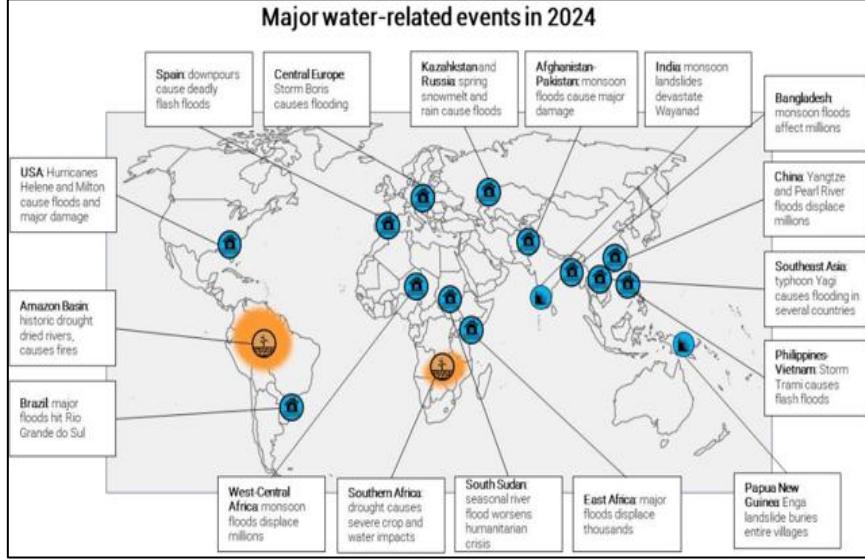 Major water-related events in 2024
Spain: downpours
cause deadly
flash floods
Central Europe:
Storm Boris
causes flooding
Kazakhstan and
Russia: spring
snowmelt and
rain cause floods
Afghanistan-
Pakistan: monsoon
floods cause major
damage
India: monsoon
landslides
devastate
Wayanad
Bangladesh:
monsoon floods
affect millions
USA: Hurricanes
Helene and Milton
cause floods and
major damage
China: Yangtze
and Pearl River
floods displace
millions
Southeast Asia:
typhoon Yagi
causes flooding in
several countries
Amazon Basin:
historic drought
dried rivers,
causes fires
Philippines-
Vietnam: Storm
Trami causes
flash floods
Brazil: major
floods hit Rio
Grande do Sul
West-Central
Africa: monsoon
floods displace
millions
Southern Africa:
drought causes
severe crop and
water impacts
South Sudan:
seasonal river
flood worsens
humanitarian
crisis
East Africa: major
floods displace
thousands
Papua New
Guinea: Enga
landslide buries
entire villages